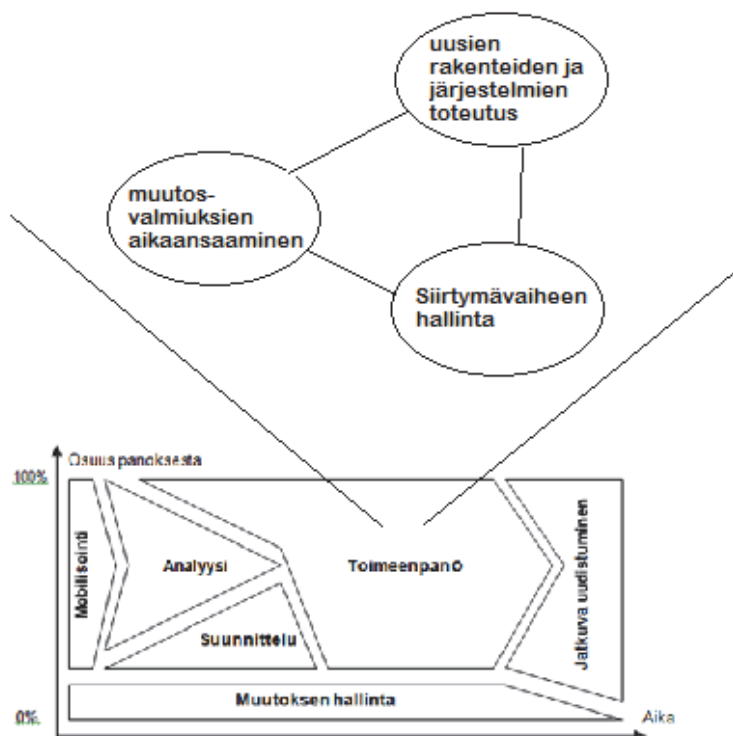 uusien
rakenteiden ja
järjestelmien
toteutus
muutos-
valmiuksien
aikaansaaminen
Siirtymävaiheen
hallinta
Osuus panoksesta
100%
Mobilisointi
Analyysi
Toimeenpano
Jatkuva uudistuminen
Suunnittelu
Muutoksen hallinta
0%
Aika